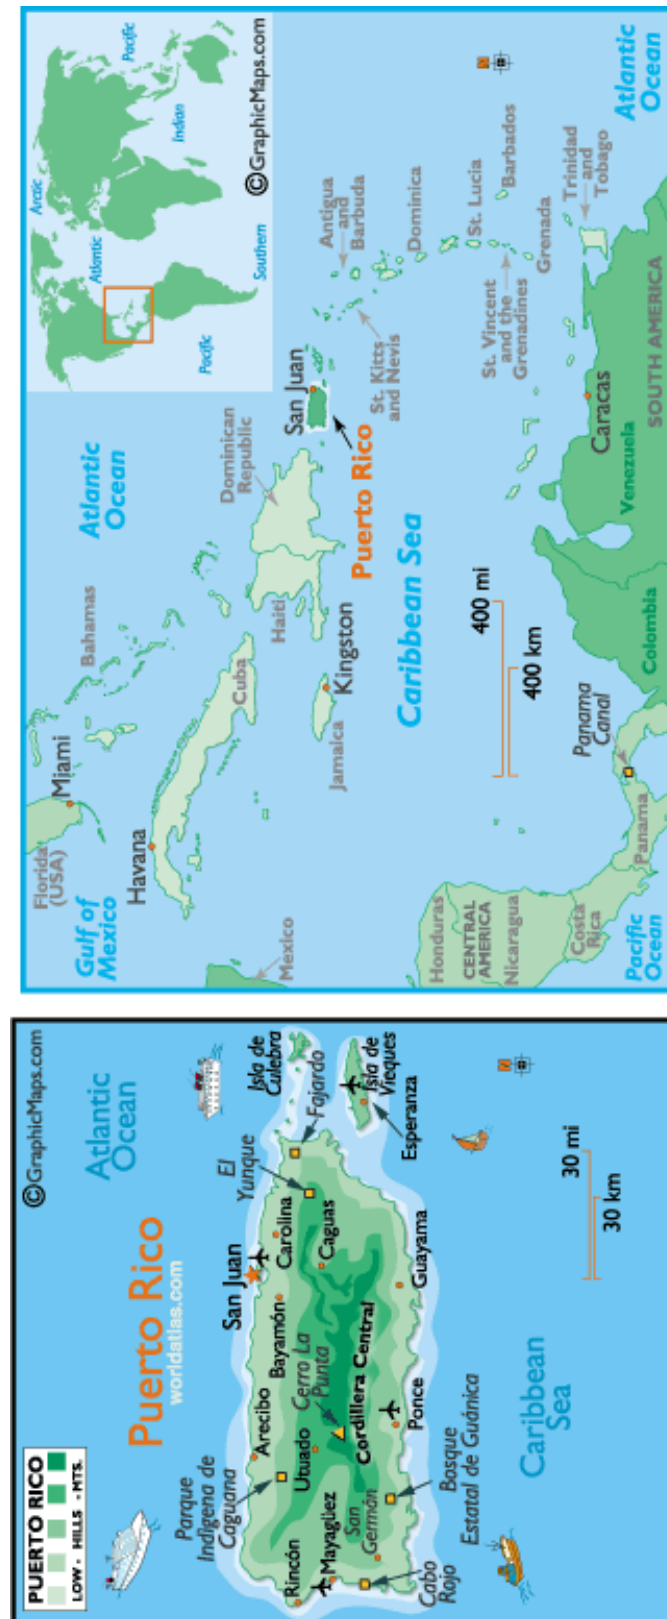 PUERTO RICO
LOW - HILLS - MTS.
Puerto Rico
worldatlas.com
©GraphicMaps.com
Atlantic
Ocean
Parque
Indigena de
Caguana
Arecibo
San Juan
Bayamón
Carolina
El
Yunque
Fajardo
Isla de
Culebra
Rincón
Mayagüez
Utuado
Cerro La
Punta
Caguas
Cordillera Central
San
Germán
Isla de
Vieques
Esperanza
Cabo
Rojo
Basque
Estatal de Guánica
Ponce
Guayama
Caribbean
Sea
30 mi
30 km
N
Gulf of
Mexico
Florida
(USA)
Miami
Bahamas
Atlantic
Ocean
Arctic
Pacific
Atlantic
Indian
Pacific
Southern
©GraphicMaps.com
Havana
Cuba
Mexico
Haiti
Dominican
Republic
San Juan
Puerto Rico
Jamaica
Kingston
Antigua
and
Barbuda
St. Kitts
and Nevis
Dominica
Caribbean Sea
St. Lucia
Barbados
St. Vincent
and the
Grenadines
Grenada
Trinidad
and
Tobago
N
Honduras
CENTRAL
AMERICA
Nicaragua
Costa
Rica
Panama
Panama
Canal
400 mi
400 km
Colombia
Venezuela
Caracas
SOUTH AMERICA
Pacific
Ocean
Atlantic
Ocean